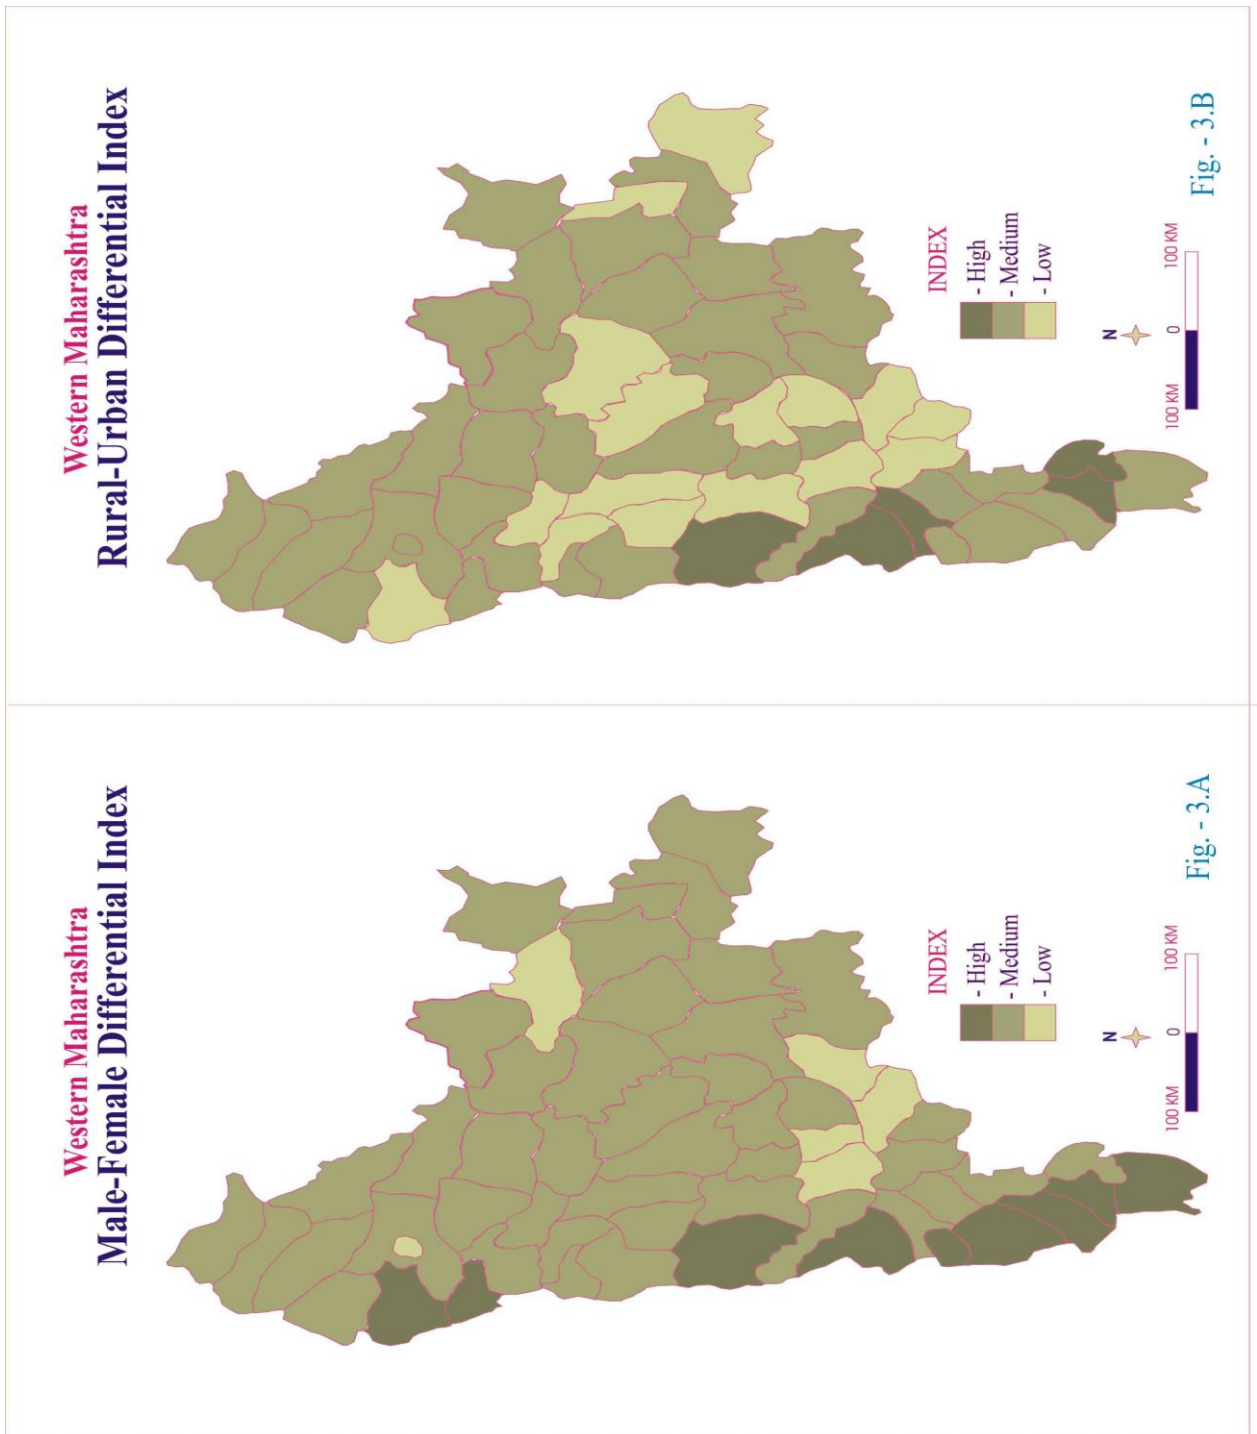 Western Maharashtra
Male-Female Differential Index
INDEX
- High
- Medium
- Low
N
100 KM
0
100 KM
Fig. - 3.A
Western Maharashtra
Rural-Urban Differential Index
INDEX
- High
- Medium
- Low
N
100 KM
0
100 KM
Fig. - 3.B